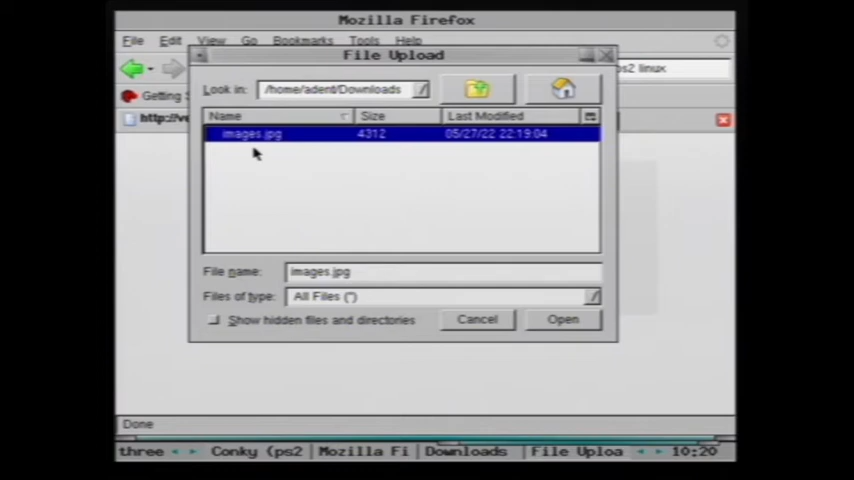 Mozilla Firefox
File Edit View Go Bookmarks Tools Help
File Upload
ps2 linux
Look in: /home/adent/Downloads
Getting
http://ve
Name Size Last Modified
images.jpg 4312 05/27/22 22:19:04
File name: images.jpg
Files of type: All Files (*)
Show hidden files and directories Cancel Open
Done
three Conky (ps2 Mozilla Fi Downloads File Uploa 10:20